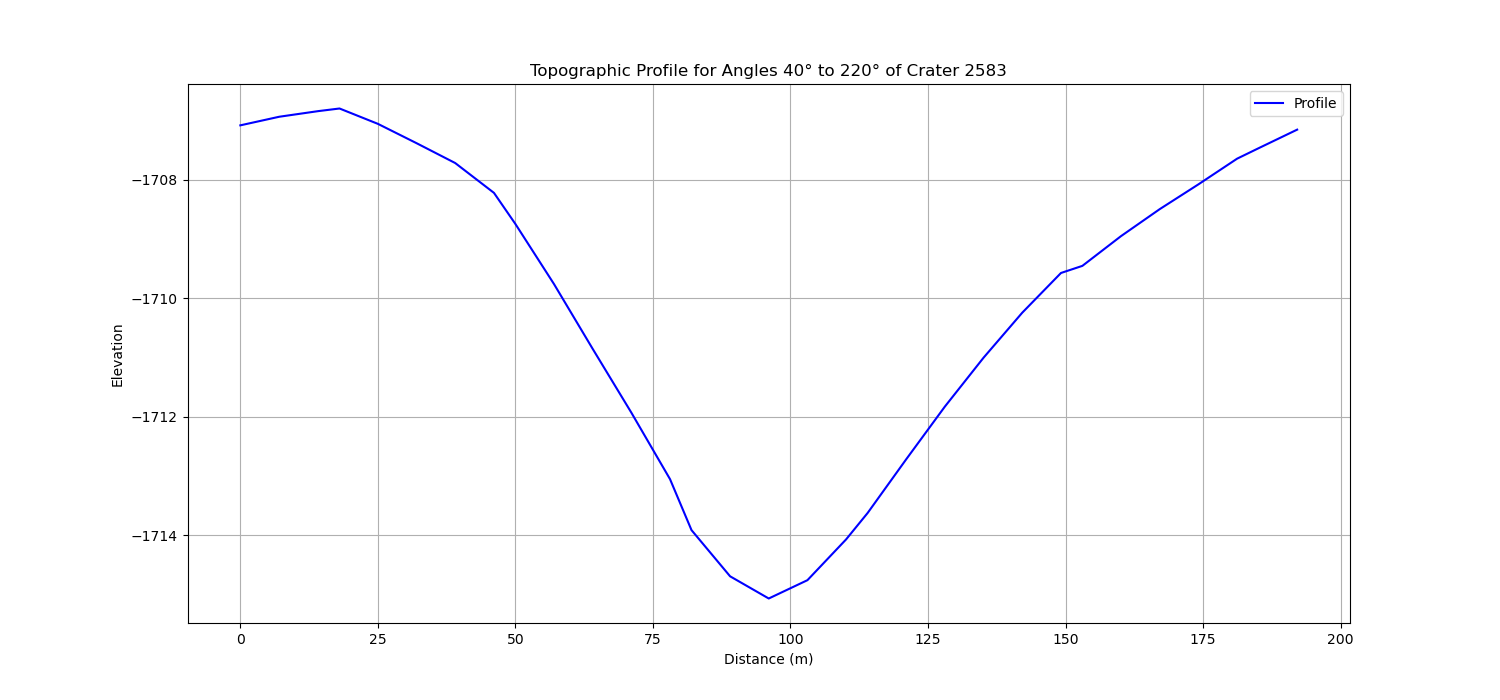 Topographic Profile for Angles 40° to 220° of Crater 2583
Profile
Elevation
−1708
−1710
−1712
−1714
0 25 50 75 100 125 150 175 200
Distance (m)